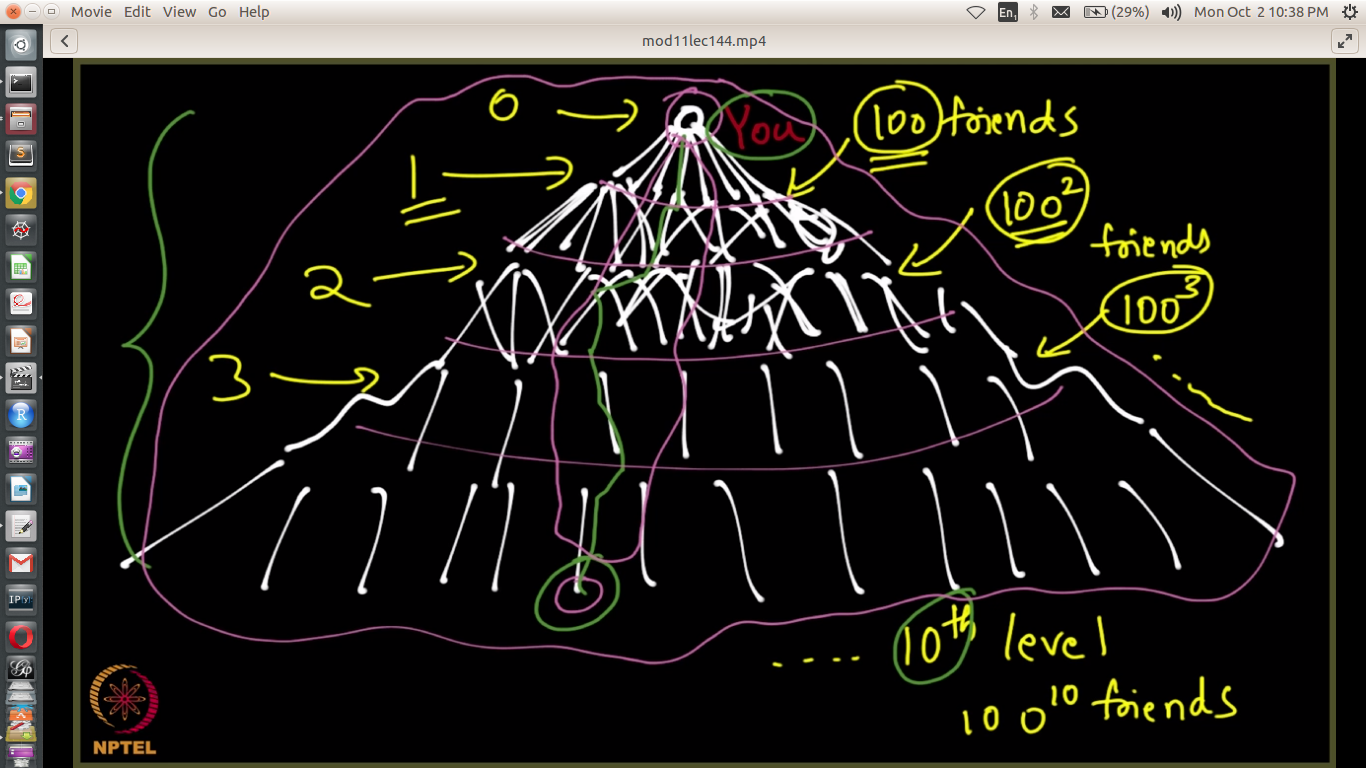 Movie Edit View Go Help
En1
(29%)
Mon Oct 2 10:38 PM
mod11lec144.mp4
0
You
100 friends
1
100²
friends
2
100³
3
.... 10th level
100¹⁰ friends
NPTEL